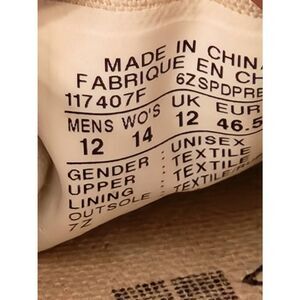 MADE IN CHINA
FABRIQUE EN CH
117407F 6ZSPDPRE
MENS WO'S UK EUR
12 14 12 46.5
GENDER : UNISEX
UPPER : TEXTILE
LINING : TEXTILE
OUTSOLE :
7Z